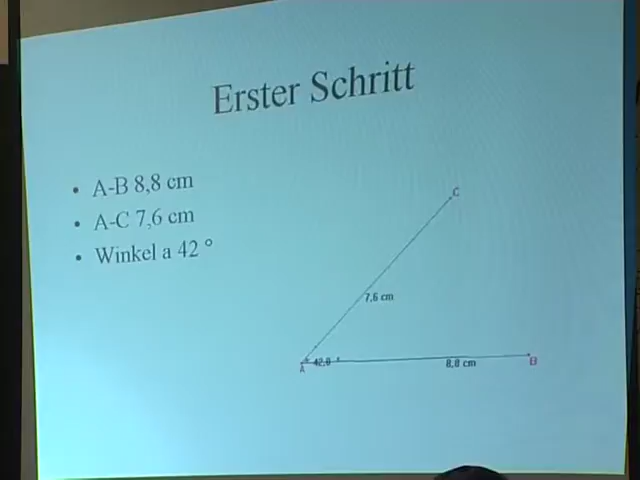 Erster Schritt
• A-B 8,8 cm
• A-C 7,6 cm
• Winkel a 42 °
C
7,6 cm
42,0 °
A
8,8 cm
B